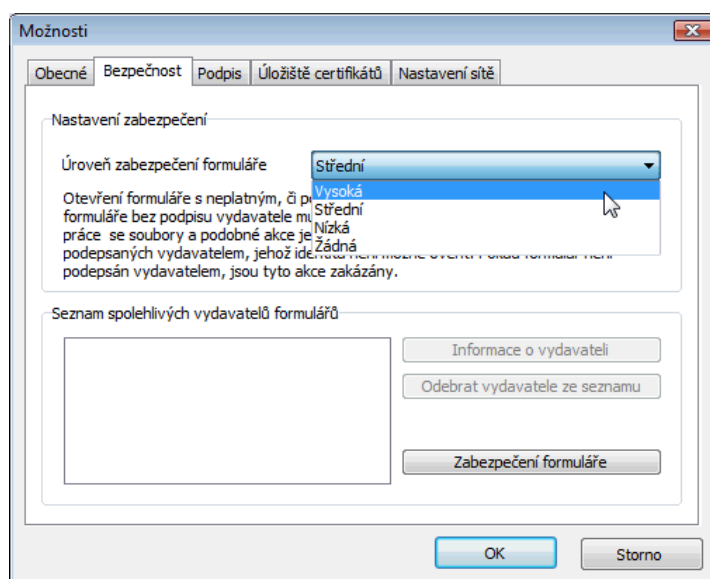 Možnosti
Obecné Bezpečnost Podpis Úložiště certifikátů Nastavení sítě
Nastavení zabezpečení
Úroveň zabezpečení formuláře Střední
Vysoká
Střední
Nízká
Žádná
Otevření formuláře s neplatným, či
formuláře bez podpisu vydavatele
práce se soubory a podobné akce
podepsaných vydavatelem, jehož
podepsán vydavatelem, jsou tyto akce zakázány.
Seznam spolehlivých vydavatelů formulářů
Informace o vydavateli
Odebrat vydavatele ze seznamu
Zabezpečení formuláře
OK Storno